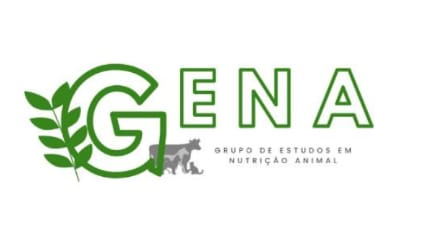 GENA
GRUPO DE ESTUDOS EM
NUTRIÇÃO ANIMAL